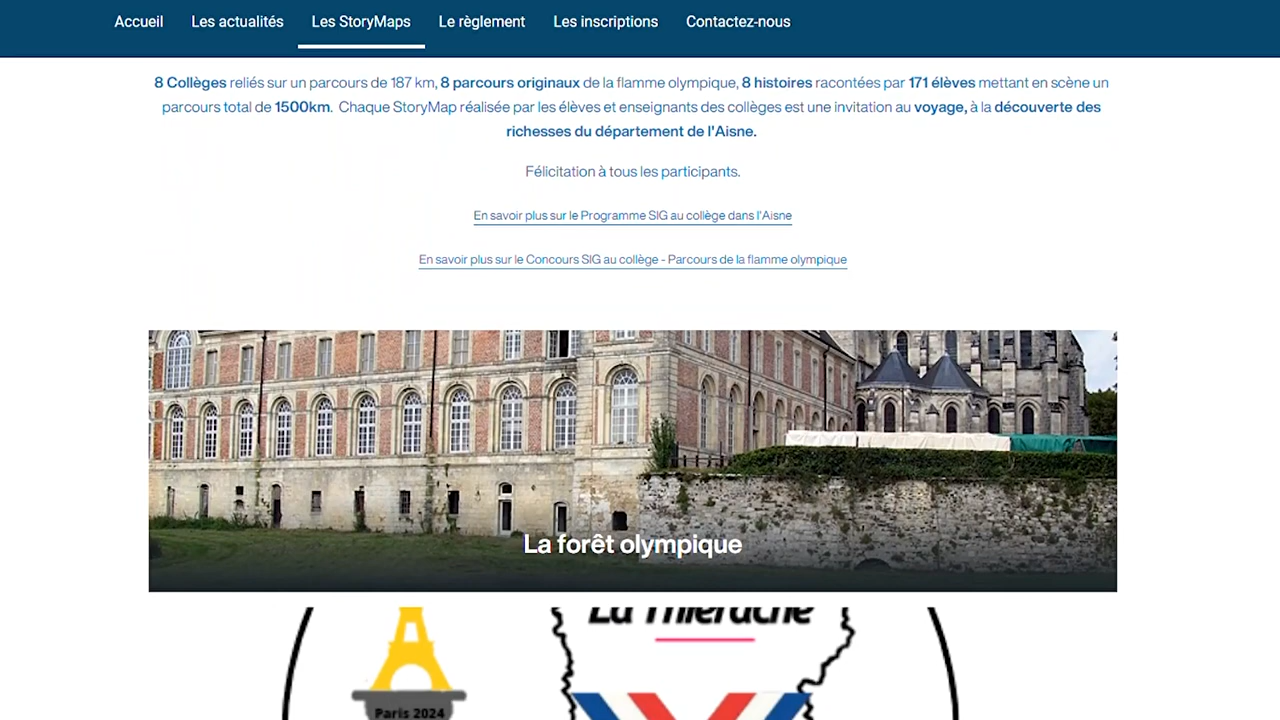 Accueil Les actualités Les StoryMaps Le règlement Les inscriptions Contactez-nous
8 Collèges reliés sur un parcours de 187 km, 8 parcours originaux de la flamme olympique, 8 histoires racontées par 171 élèves mettant en scène un
parcours total de 1500km. Chaque StoryMap réalisée par les élèves et enseignants des collèges est une invitation au voyage, à la découverte des
richesses du département de l'Aisne.
Félicitation à tous les participants.
En savoir plus sur le Programme SIG au collège dans l'Aisne
En savoir plus sur le Concours SIG au collège - Parcours de la flamme olympique
La forêt olympique
La Thiérache
Paris 2024